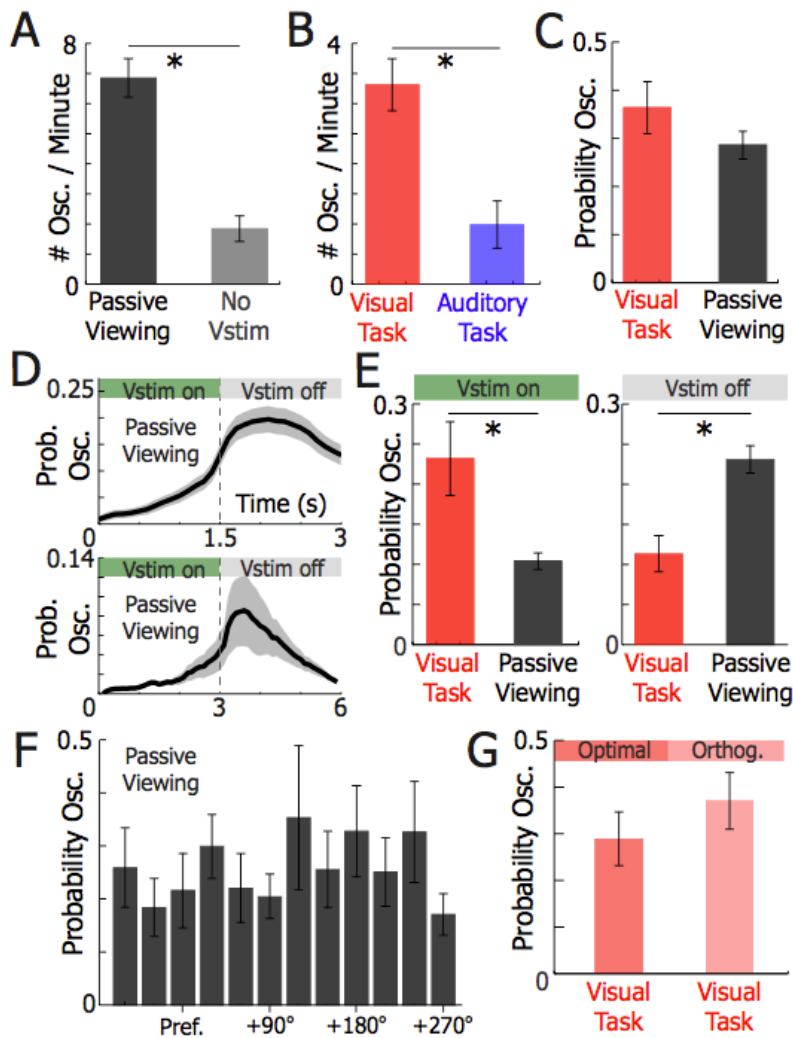 A
# Osc. / Minute
8
0
*
Passive
Viewing
No
Vstim
B
# Osc. / Minute
4
0
*
Visual
Task
Auditory
Task
C
Proability Osc.
0.5
0
Visual
Task
Passive
Viewing
D
Prob.
Osc.
0.25
Vstim on
Vstim off
Passive
Viewing
Time (s)
0
1.5
3
Prob.
Osc.
0.14
Vstim on
Vstim off
Passive
Viewing
0
3
6
E
Probability Osc.
Vstim on
0.3
0
*
Visual
Task
Passive
Viewing
Vstim off
0.3
0
*
Visual
Task
Passive
Viewing
F
Probability Osc.
0.5
0
Passive
Viewing
Pref.
+90°
+180°
+270°
G
Probability Osc.
0.5
0
Optimal
Orthog.
Visual
Task
Visual
Task